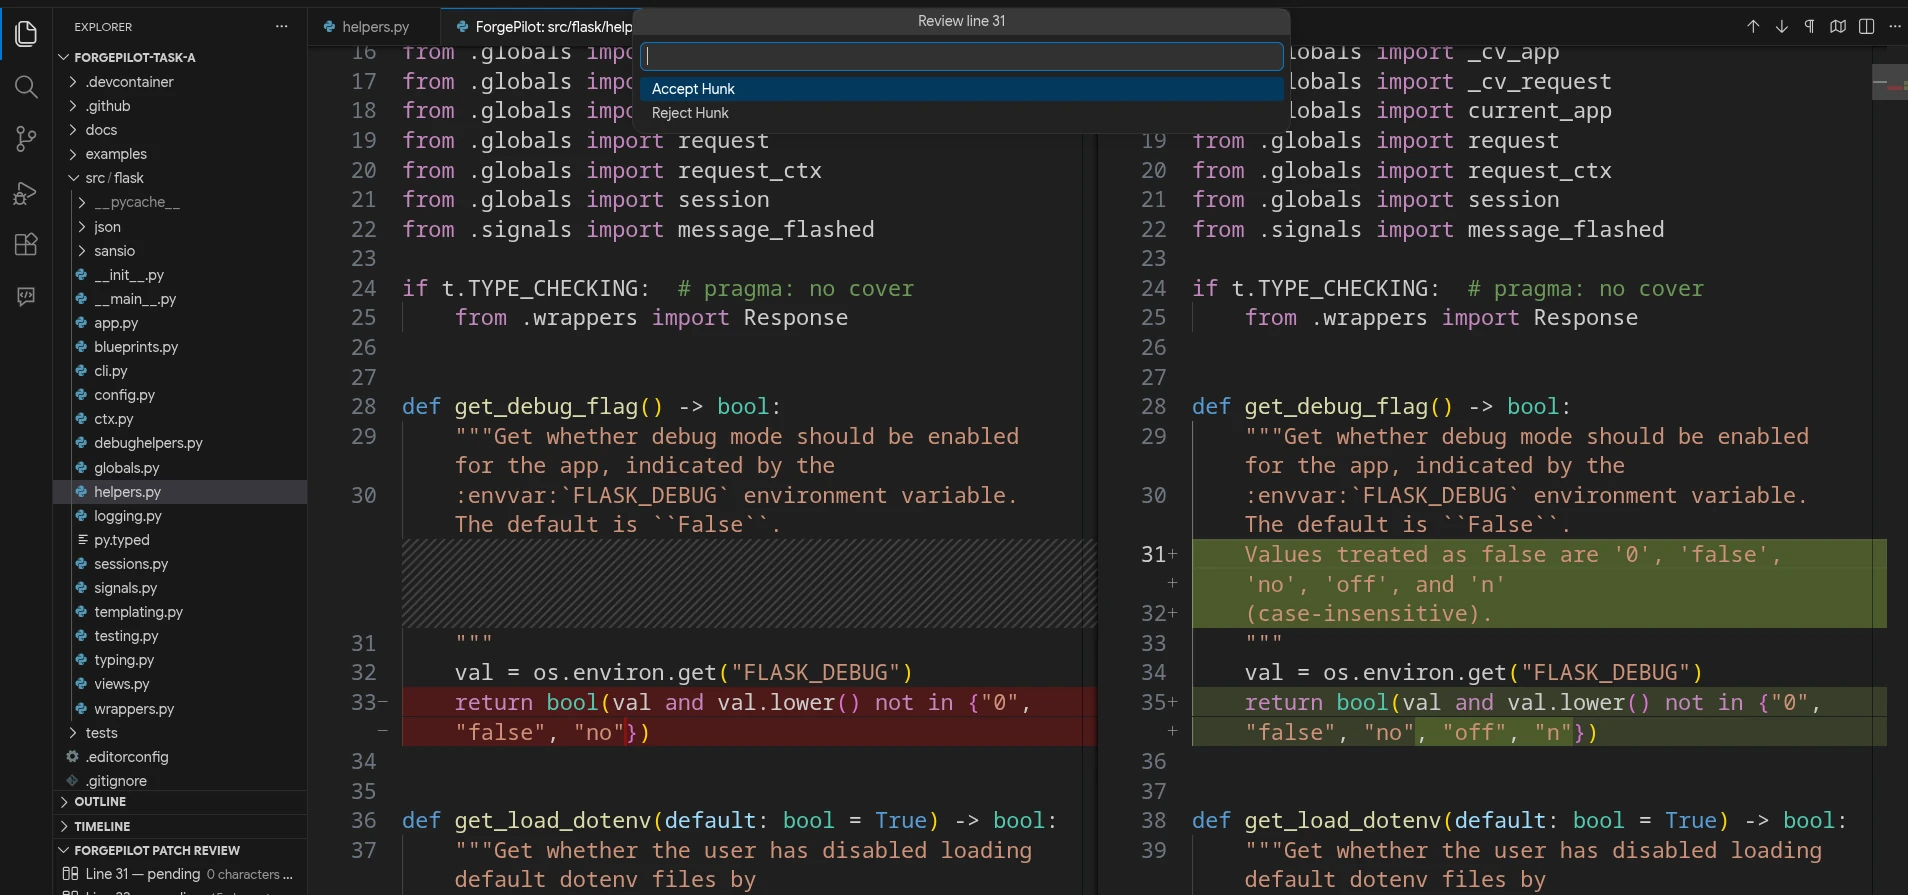 EXPLORER
FORGEPILOT-TASK-A
.devcontainer
.github
docs
examples
src / flask
__pycache__
json
sansio
__init__.py
__main__.py
app.py
blueprints.py
cli.py
config.py
ctx.py
debughelpers.py
globals.py
helpers.py
logging.py
py.typed
sessions.py
signals.py
templating.py
testing.py
typing.py
views.py
wrappers.py
tests
.editorconfig
.gitignore
OUTLINE
TIMELINE
FORGEPILOT PATCH REVIEW
Line 31 — pending 0 characters ...
helpers.py
ForgePilot: src/flask/help
Review line 31
Accept Hunk
Reject Hunk
16 from .globals impo
17 from .globals impo
18 from .globals impo
19 from .globals import request
20 from .globals import request_ctx
21 from .globals import session
22 from .signals import message_flashed
23
24 if t.TYPE_CHECKING:  # pragma: no cover
25     from .wrappers import Response
26
27
28 def get_debug_flag() -> bool:
29     """Get whether debug mode should be enabled
for the app, indicated by the
30     :envvar:`FLASK_DEBUG` environment variable.
The default is ``False``.
31     """
32     val = os.environ.get("FLASK_DEBUG")
33−     return bool(val and val.lower() not in {"0",
−     "false", "no"})
34
35
36 def get_load_dotenv(default: bool = True) -> bool:
37     """Get whether the user has disabled loading
default dotenv files by
lobals import _cv_app
lobals import _cv_request
lobals import current_app
19 from .globals import request
20 from .globals import request_ctx
21 from .globals import session
22 from .signals import message_flashed
23
24 if t.TYPE_CHECKING:  # pragma: no cover
25     from .wrappers import Response
26
27
28 def get_debug_flag() -> bool:
29     """Get whether debug mode should be enabled
for the app, indicated by the
30     :envvar:`FLASK_DEBUG` environment variable.
The default is ``False``.
31+     Values treated as false are '0', 'false',
+     'no', 'off', and 'n'
32+     (case-insensitive).
33     """
34     val = os.environ.get("FLASK_DEBUG")
35+     return bool(val and val.lower() not in {"0",
+     "false", "no", "off", "n"})
36
37
38 def get_load_dotenv(default: bool = True) -> bool:
39     """Get whether the user has disabled loading
default dotenv files by